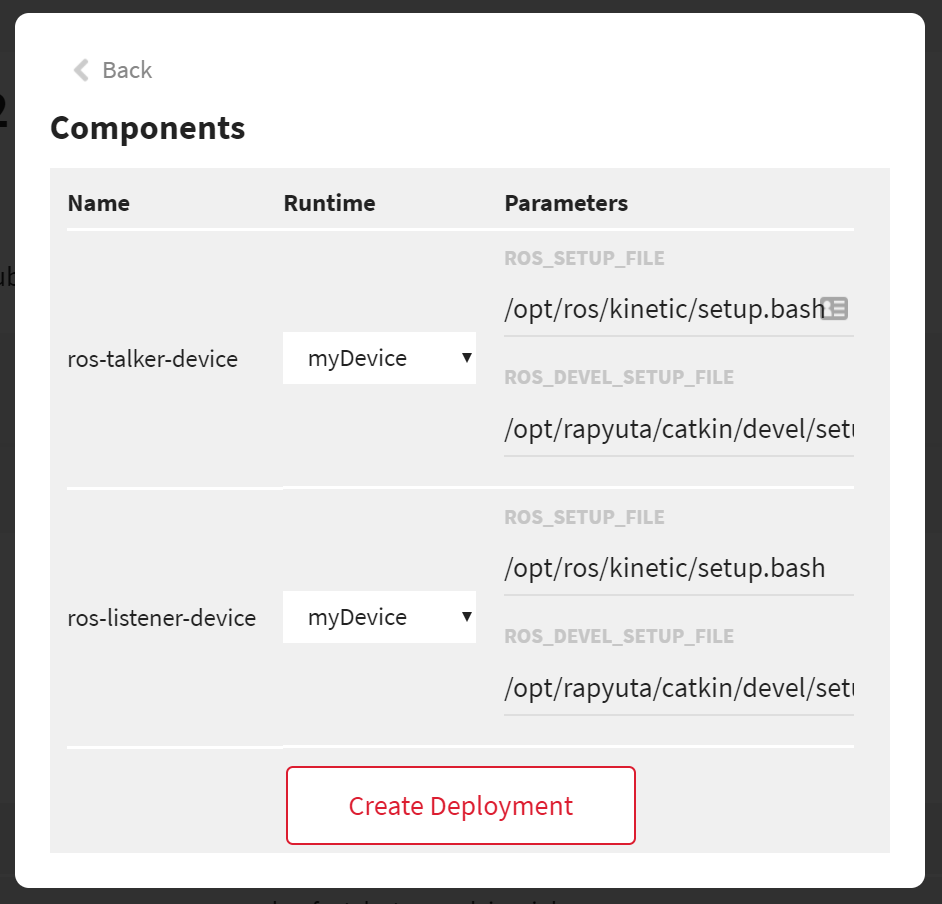 Back
Components
Name Runtime Parameters
ROS_SETUP_FILE
/opt/ros/kinetic/setup.bash
ros-talker-device myDevice
ROS_DEVEL_SETUP_FILE
/opt/rapyuta/catkin/devel/setu
ROS_SETUP_FILE
/opt/ros/kinetic/setup.bash
ros-listener-device myDevice
ROS_DEVEL_SETUP_FILE
/opt/rapyuta/catkin/devel/setu
Create Deployment